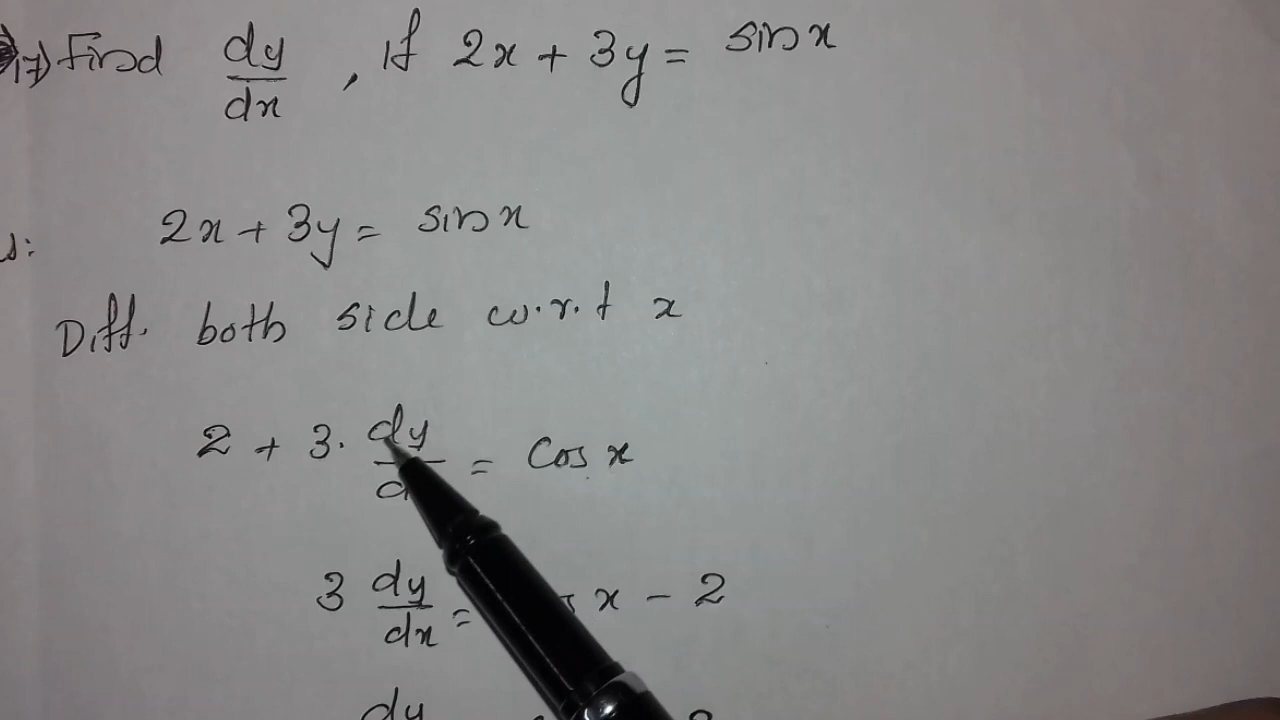 17) Find dy/dx, if 2x + 3y = sin x
s: 2x + 3y = sin x
Diff. both side w.r.t x
2 + 3. dy/d = Cos x
3 dy/dx = x - 2
dy